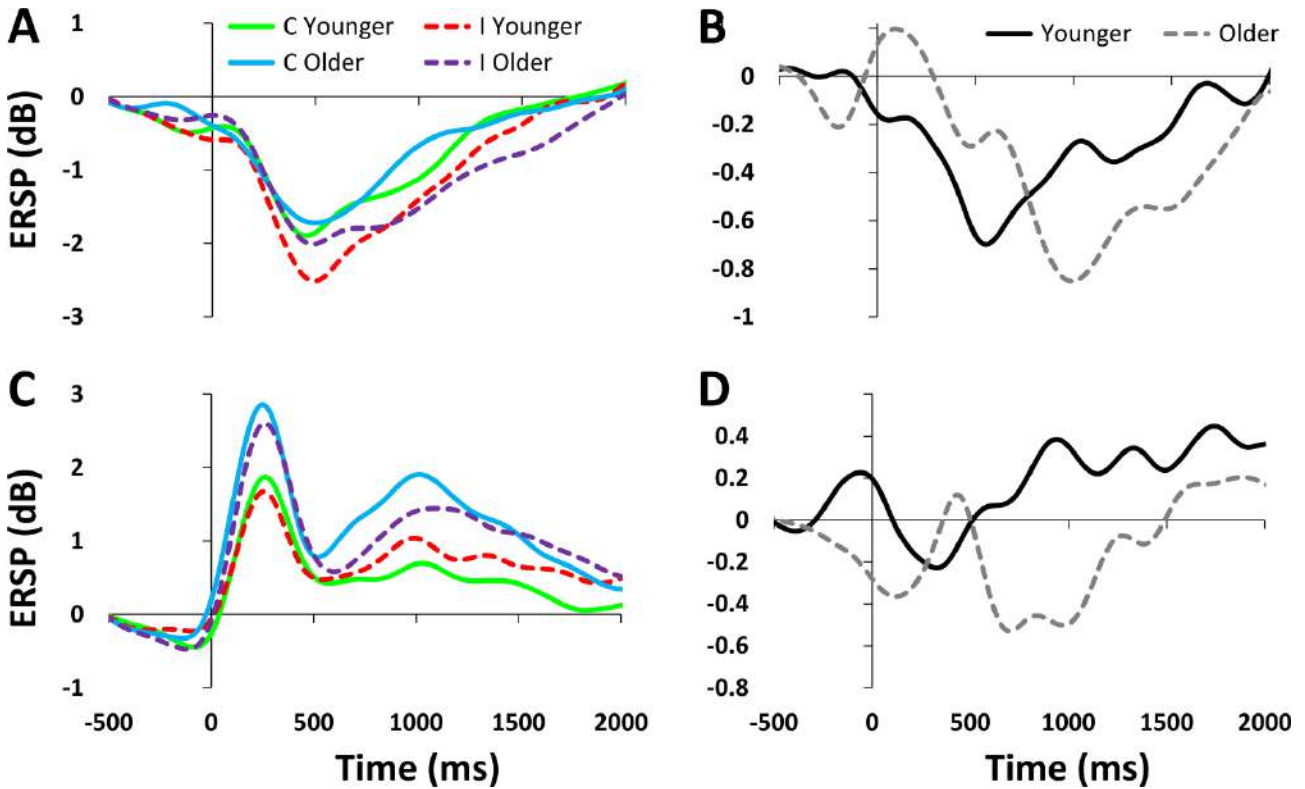 A
C Younger
I Younger
C Older
I Older
ERSP (dB)
1
0
-1
-2
-3
B
Younger
Older
0
-0.2
-0.4
-0.6
-0.8
-1
C
ERSP (dB)
3
2
1
0
-1
-500
0
500
1000
1500
2000
Time (ms)
D
0.4
0.2
0
-0.2
-0.4
-0.6
-0.8
-500
0
500
1000
1500
2000
Time (ms)